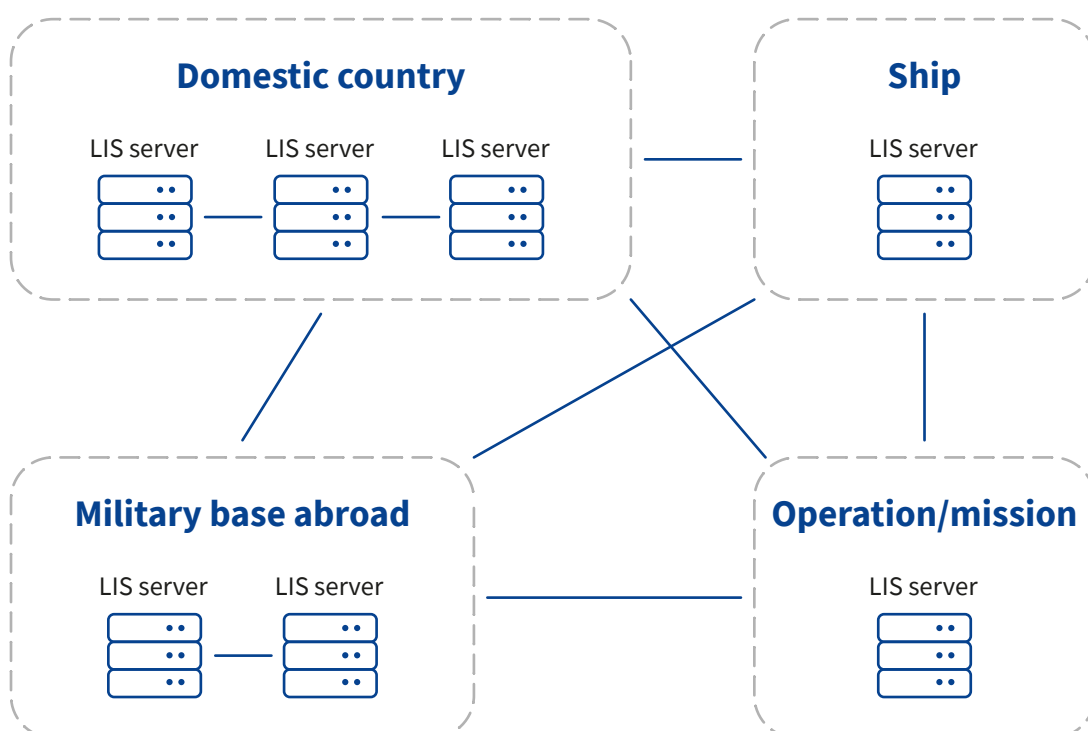 Domestic country
LIS server
LIS server
LIS server
Ship
LIS server
Military base abroad
LIS server
LIS server
Operation/mission
LIS server